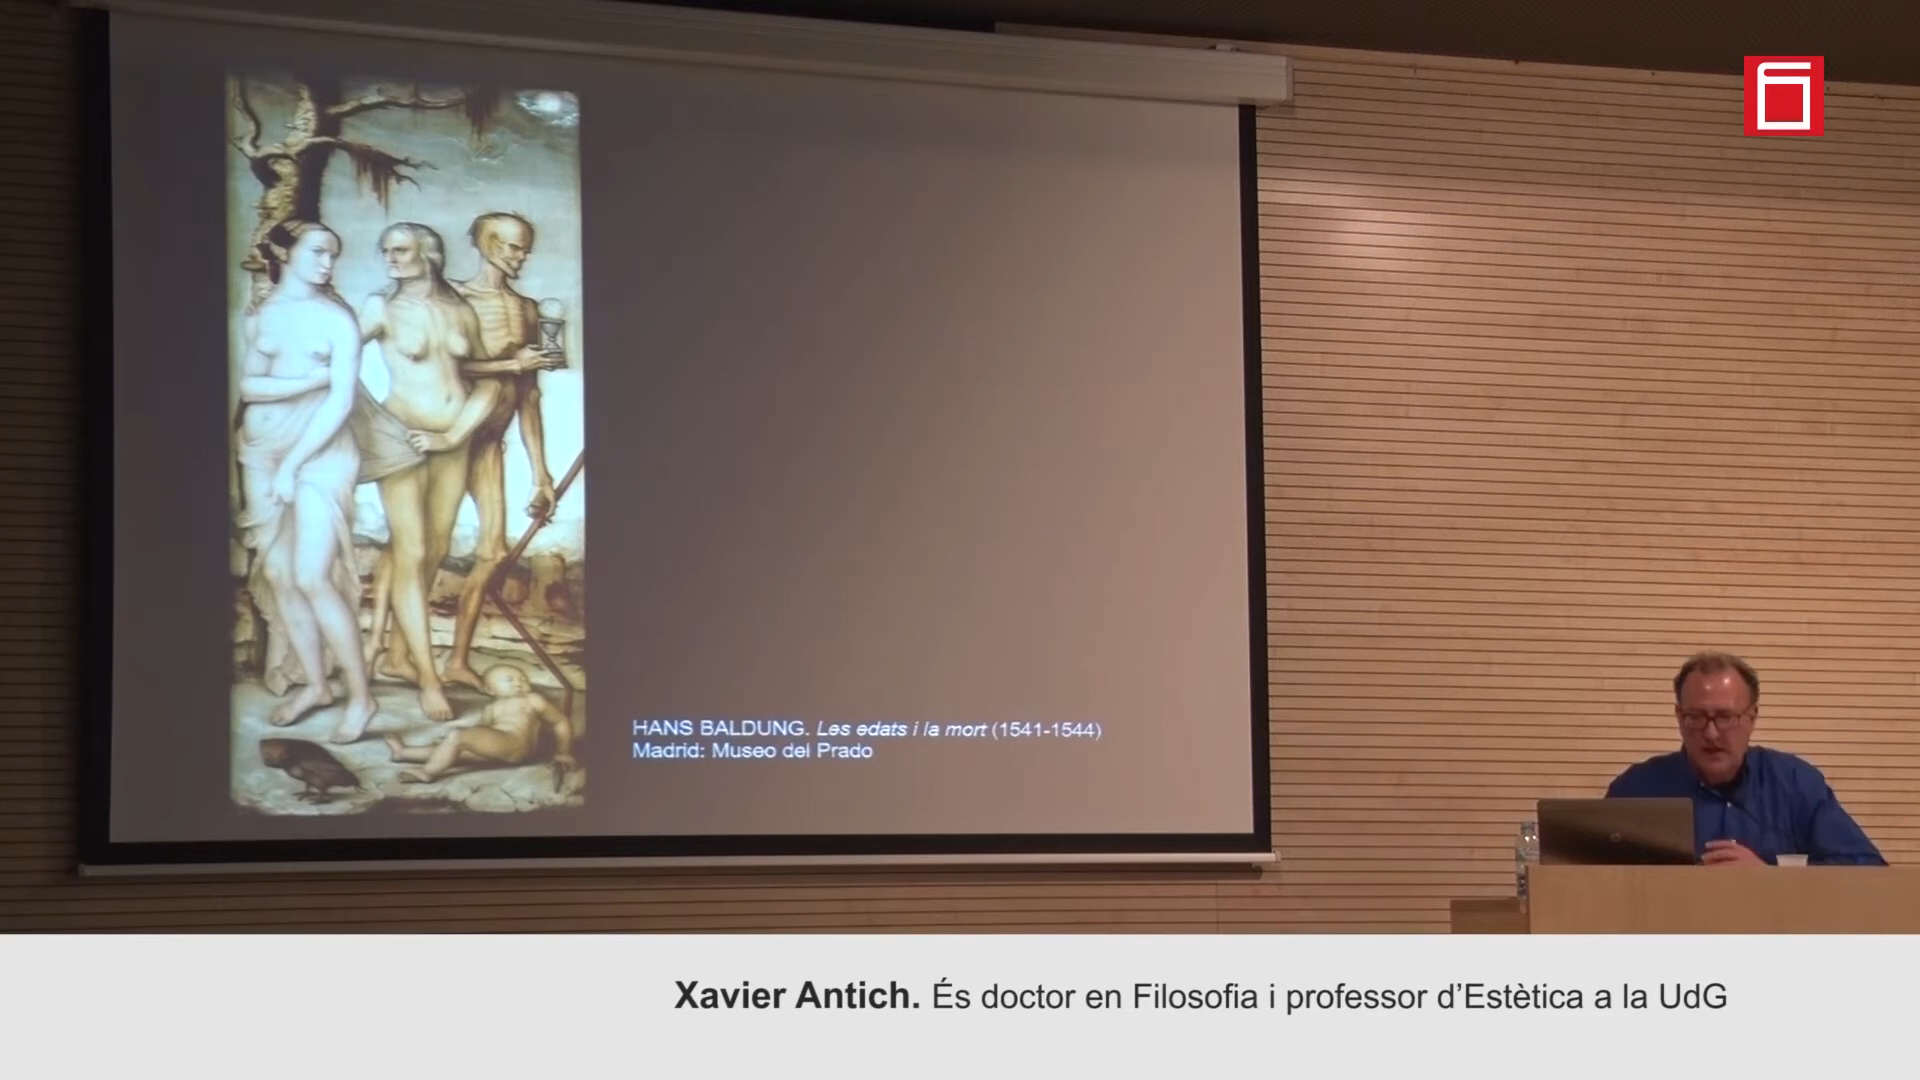 HANS BALDUNG. Les edats i la mort (1541-1544)
Madrid: Museo del Prado
Xavier Antich. És doctor en Filosofia i professor d’Estètica a la UdG